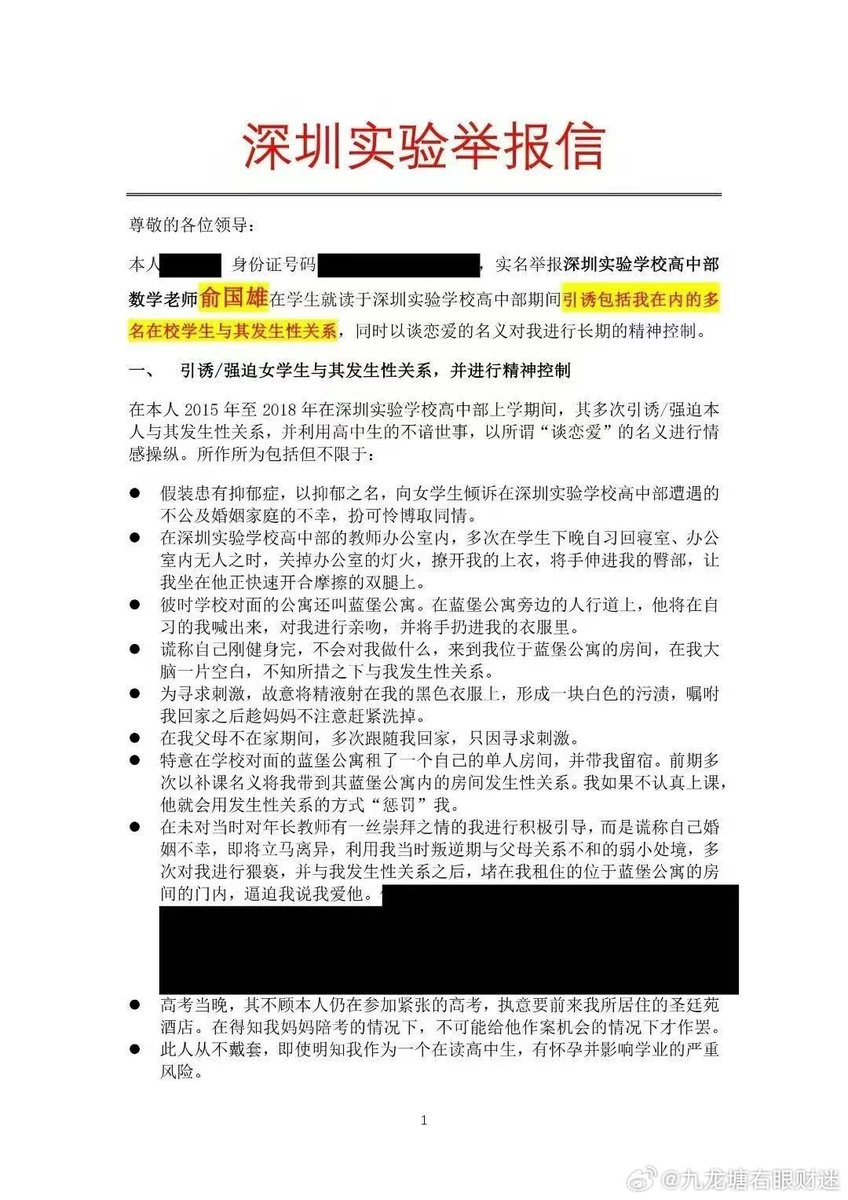 深圳实验举报信
尊敬的各位领导：
本人 身份证号码 ，实名举报深圳实验学校高中部
数学老师俞国雄在学生就读于深圳实验学校高中部期间引诱包括我在内的多
名在校学生与其发生性关系，同时以谈恋爱的名义对我进行长期的精神控制。
一、 引诱/强迫女学生与其发生性关系，并进行精神控制
在本人 2015 年至 2018 年在深圳实验学校高中部上学期间，其多次引诱/强迫本
人与其发生性关系，并利用高中生的不谙世事，以所谓“谈恋爱”的名义进行情
感操纵。所作所为包括但不限于：
● 假装患有抑郁症，以抑郁之名，向女学生倾诉在深圳实验学校高中部遭遇的
不公及婚姻家庭的不幸，扮可怜博取同情。
● 在深圳实验学校高中部的教师办公室内，多次在学生下晚自习回寝室、办公
室内无人之时，关掉办公室的灯火，撩开我的上衣，将手伸进我的臀部，让
我坐在他正快速开合摩擦的双腿上。
● 彼时学校对面的公寓还叫蓝堡公寓。在蓝堡公寓旁边的人行道上，他将在自
习的我喊出来，对我进行亲吻，并将手扔进我的衣服里。
● 谎称自己刚健身完，不会对我做什么，来到我位于蓝堡公寓的房间，在我大
脑一片空白，不知所措之下与我发生性关系。
● 为寻求刺激，故意将精液射在我的黑色衣服上，形成一块白色的污渍，嘱咐
我回家之后趁妈妈不注意赶紧洗掉。
● 在我父母不在家期间，多次跟随我回家，只因寻求刺激。
● 特意在学校对面的蓝堡公寓租了一个自己的单人房间，并带我留宿。前期多
次以补课名义将我带到其蓝堡公寓内的房间发生性关系。我如果不认真上课，
他就会用发生性关系的方式“惩罚”我。
● 在未对当时对年长教师有一丝崇拜之情的我进行积极引导，而是谎称自己婚
姻不幸，即将立马离异，利用我当时叛逆期与父母关系不和的弱小处境，多
次对我进行猥亵，并与我发生性关系之后，堵在我租住的位于蓝堡公寓的房
间的门内，逼迫我说我爱他。
● 高考当晚，其不顾本人仍在参加紧张的高考，执意要前来我所居住的圣廷苑
酒店。在得知我妈妈陪考的情况下，不可能给他作案机会的情况下才作罢。
● 此人从不戴套，即使明知我作为一个在读高中生，有怀孕并影响学业的严重
风险。
1
@九龙塘右眼财迷